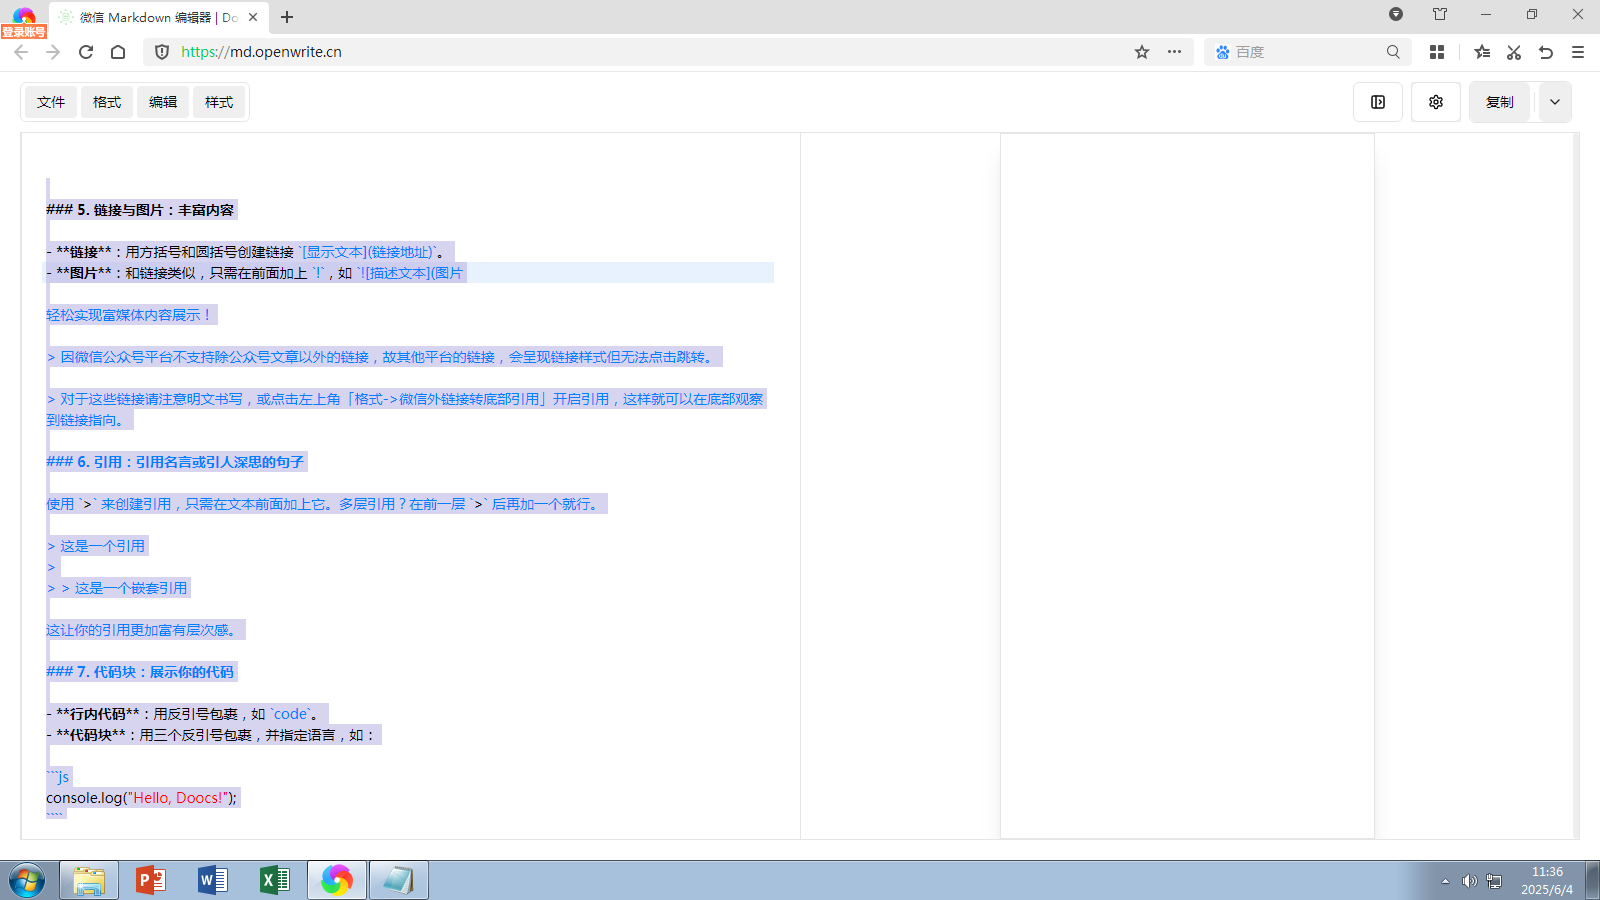 微信 Markdown 编辑器 | Do
登录账号
https://md.openwrite.cn
百度
文件
格式
编辑
样式
复制
### 5. 链接与图片：丰富内容
- **链接**：用方括号和圆括号创建链接 `[显示文本](链接地址)`。
- **图片**：和链接类似，只需在前面加上 `!`，如 `![描述文本](图片
轻松实现富媒体内容展示！
> 因微信公众号平台不支持除公众号文章以外的链接，故其他平台的链接，会呈现链接样式但无法点击跳转。
> 对于这些链接请注意明文书写，或点击左上角「格式->微信外链接转底部引用」开启引用，这样就可以在底部观察
到链接指向。
### 6. 引用：引用名言或引人深思的句子
使用 `>` 来创建引用，只需在文本前面加上它。多层引用？在前一层 `>` 后再加一个就行。
> 这是一个引用
>
> > 这是一个嵌套引用
这让你的引用更加富有层次感。
### 7. 代码块：展示你的代码
- **行内代码**：用反引号包裹，如 `code`。
- **代码块**：用三个反引号包裹，并指定语言，如：
```js
console.log("Hello, Doocs!");
````
11:36
2025/6/4